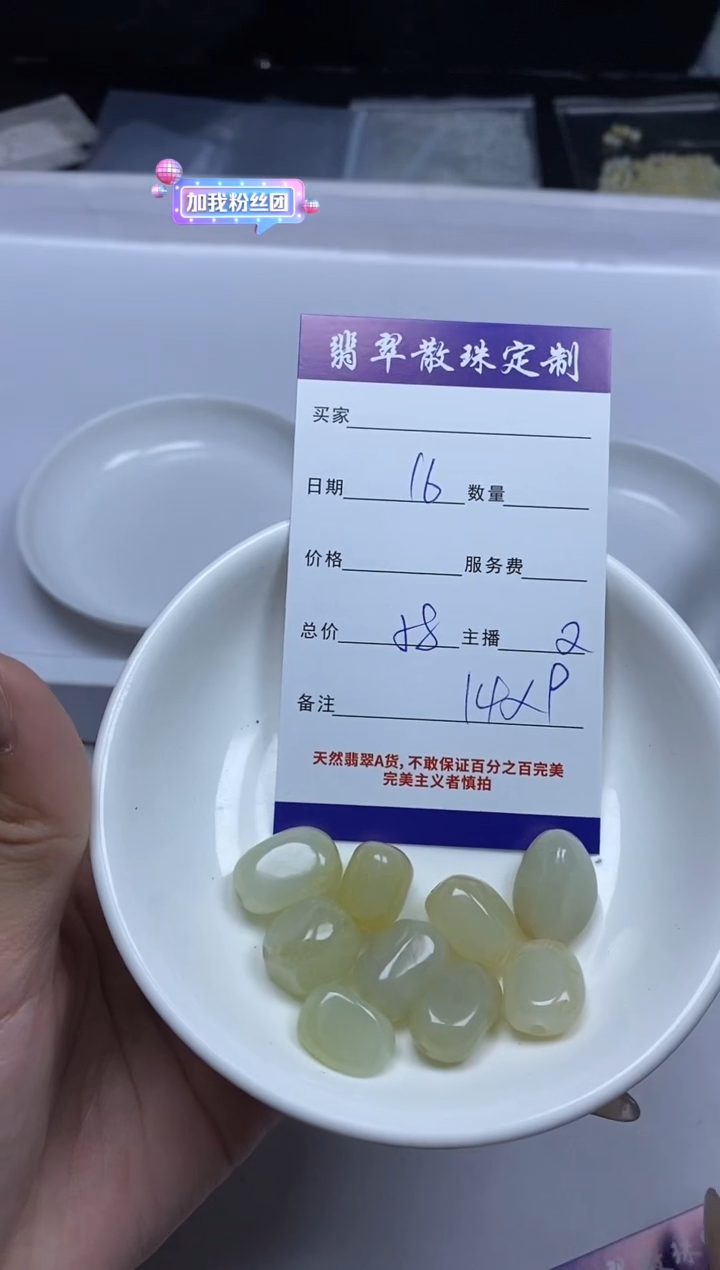 加我粉丝团
翡翠散珠定制
买家
日期 16 数量
价格 服务费
总价 58 主播 2
备注
天然翡翠A货,不敢保证百分之百完美
完美主义者慎拍